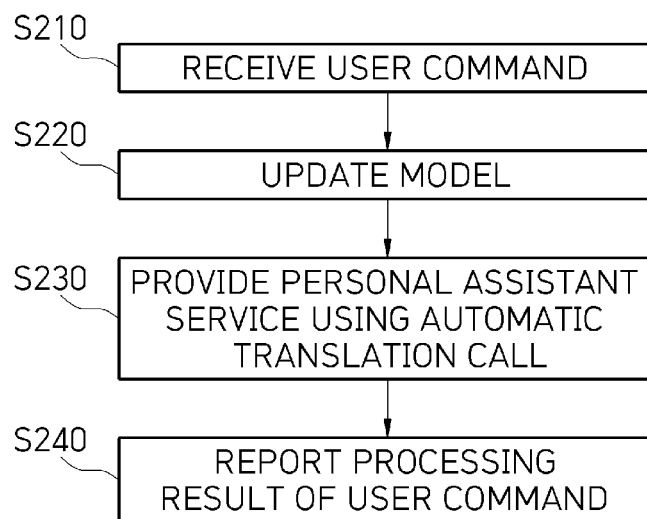 S210
RECEIVE USER COMMAND
S220
UPDATE MODEL
S230
PROVIDE PERSONAL ASSISTANT
SERVICE USING AUTOMATIC
TRANSLATION CALL
S240
REPORT PROCESSING
RESULT OF USER COMMAND